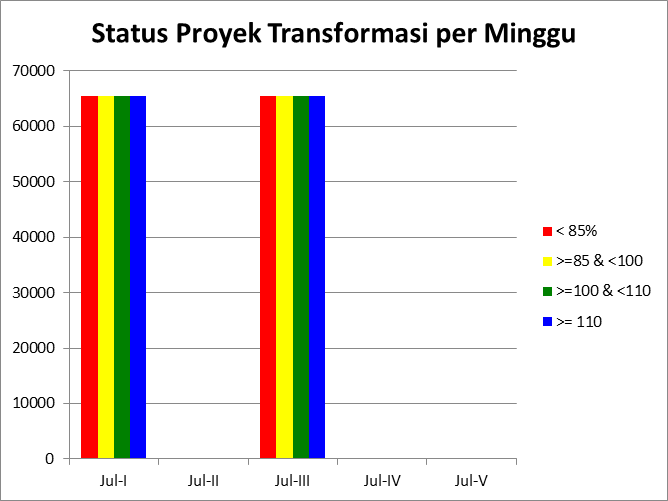 Status Proyek Transformasi per Minggu
70000
60000
50000
40000
30000
20000
10000
0
Jul-I Jul-II Jul-III Jul-IV Jul-V
< 85%
>=85 & <100
>=100 & <110
>= 110